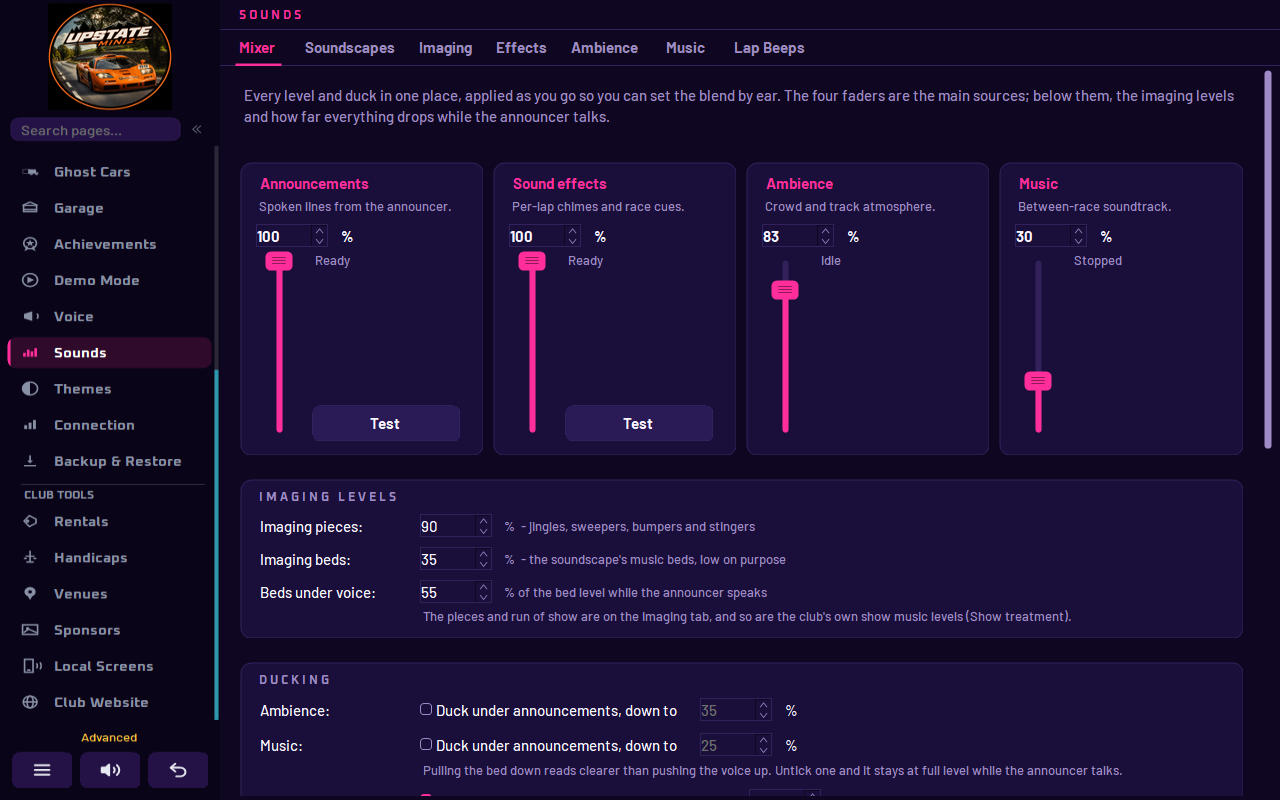 UPSTATE
MINIZ
Search pages...
Ghost Cars
Garage
Achievements
Demo Mode
Voice
Sounds
Themes
Connection
Backup & Restore
CLUB TOOLS
Rentals
Handicaps
Venues
Sponsors
Local Screens
Club Website
Advanced
SOUNDS
Mixer Soundscapes Imaging Effects Ambience Music Lap Beeps
Every level and duck in one place, applied as you go so you can set the blend by ear. The four faders are the main sources; below them, the imaging levels
and how far everything drops while the announcer talks.
Announcements
Spoken lines from the announcer.
100 %
Ready
Test
Sound effects
Per-lap chimes and race cues.
100 %
Ready
Test
Ambience
Crowd and track atmosphere.
83 %
Idle
Music
Between-race soundtrack.
30 %
Stopped
IMAGING LEVELS
Imaging pieces: 90 % - jingles, sweepers, bumpers and stingers
Imaging beds: 35 % - the soundscape's music beds, low on purpose
Beds under voice: 55 % of the bed level while the announcer speaks
The pieces and run of show are on the Imaging tab, and so are the club's own show music levels (Show treatment).
DUCKING
Ambience: Duck under announcements, down to 35 %
Music: Duck under announcements, down to 25 %
Pulling the bed down reads clearer than pushing the voice up. Untick one and it stays at full level while the announcer talks.